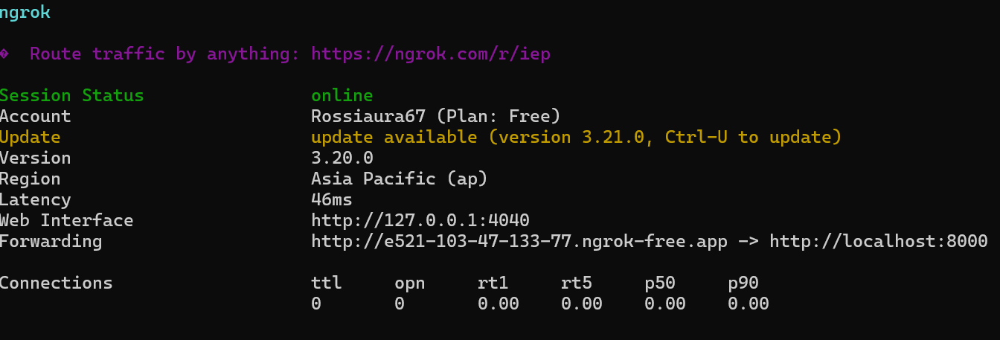 ngrok
� Route traffic by anything: https://ngrok.com/r/iep
Session Status online
Account Rossiaura67 (Plan: Free)
Update update available (version 3.21.0, Ctrl-U to update)
Version 3.20.0
Region Asia Pacific (ap)
Latency 46ms
Web Interface http://127.0.0.1:4040
Forwarding http://e521-103-47-133-77.ngrok-free.app -> http://localhost:8000
Connections ttl opn rt1 rt5 p50 p90
0 0 0.00 0.00 0.00 0.00